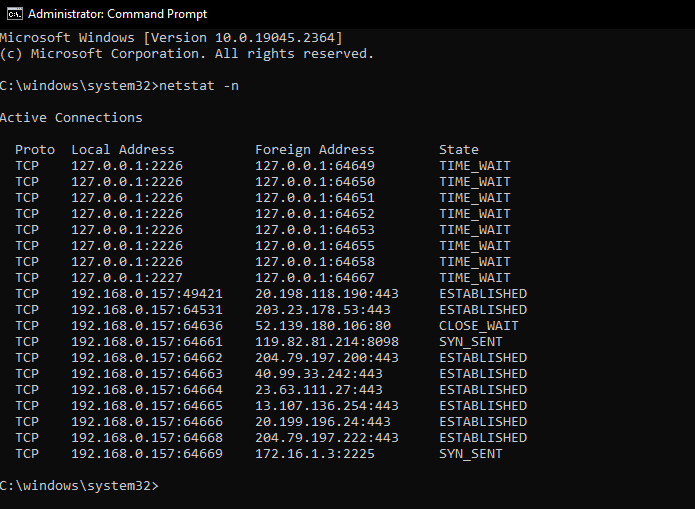 Administrator: Command Prompt
Microsoft Windows [Version 10.0.19045.2364]
(c) Microsoft Corporation. All rights reserved.
C:\windows\system32>netstat -n
Active Connections
Proto  Local Address          Foreign Address        State
TCP    127.0.0.1:2226         127.0.0.1:64649        TIME_WAIT
TCP    127.0.0.1:2226         127.0.0.1:64650        TIME_WAIT
TCP    127.0.0.1:2226         127.0.0.1:64651        TIME_WAIT
TCP    127.0.0.1:2226         127.0.0.1:64652        TIME_WAIT
TCP    127.0.0.1:2226         127.0.0.1:64653        TIME_WAIT
TCP    127.0.0.1:2226         127.0.0.1:64655        TIME_WAIT
TCP    127.0.0.1:2226         127.0.0.1:64658        TIME_WAIT
TCP    127.0.0.1:2227         127.0.0.1:64667        TIME_WAIT
TCP    192.168.0.157:49421    20.198.118.190:443     ESTABLISHED
TCP    192.168.0.157:64531    203.23.178.53:443      ESTABLISHED
TCP    192.168.0.157:64636    52.139.180.106:80      CLOSE_WAIT
TCP    192.168.0.157:64661    119.82.81.214:8098     SYN_SENT
TCP    192.168.0.157:64662    204.79.197.200:443     ESTABLISHED
TCP    192.168.0.157:64663    40.99.33.242:443       ESTABLISHED
TCP    192.168.0.157:64664    23.63.111.27:443       ESTABLISHED
TCP    192.168.0.157:64665    13.107.136.254:443     ESTABLISHED
TCP    192.168.0.157:64666    20.199.196.24:443      ESTABLISHED
TCP    192.168.0.157:64668    204.79.197.222:443     ESTABLISHED
TCP    192.168.0.157:64669    172.16.1.3:2225        SYN_SENT
C:\windows\system32>